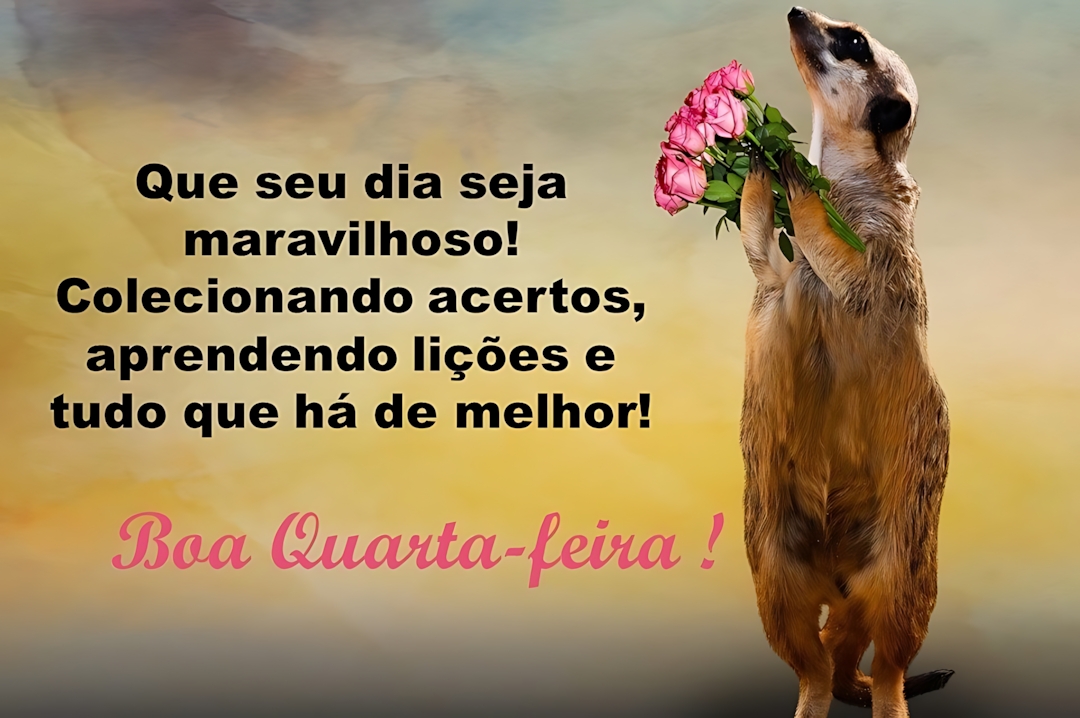 Que seu dia seja
maravilhoso!
Colecionando acertos,
aprendendo lições e
tudo que há de melhor!
Boa Quarta-feira !